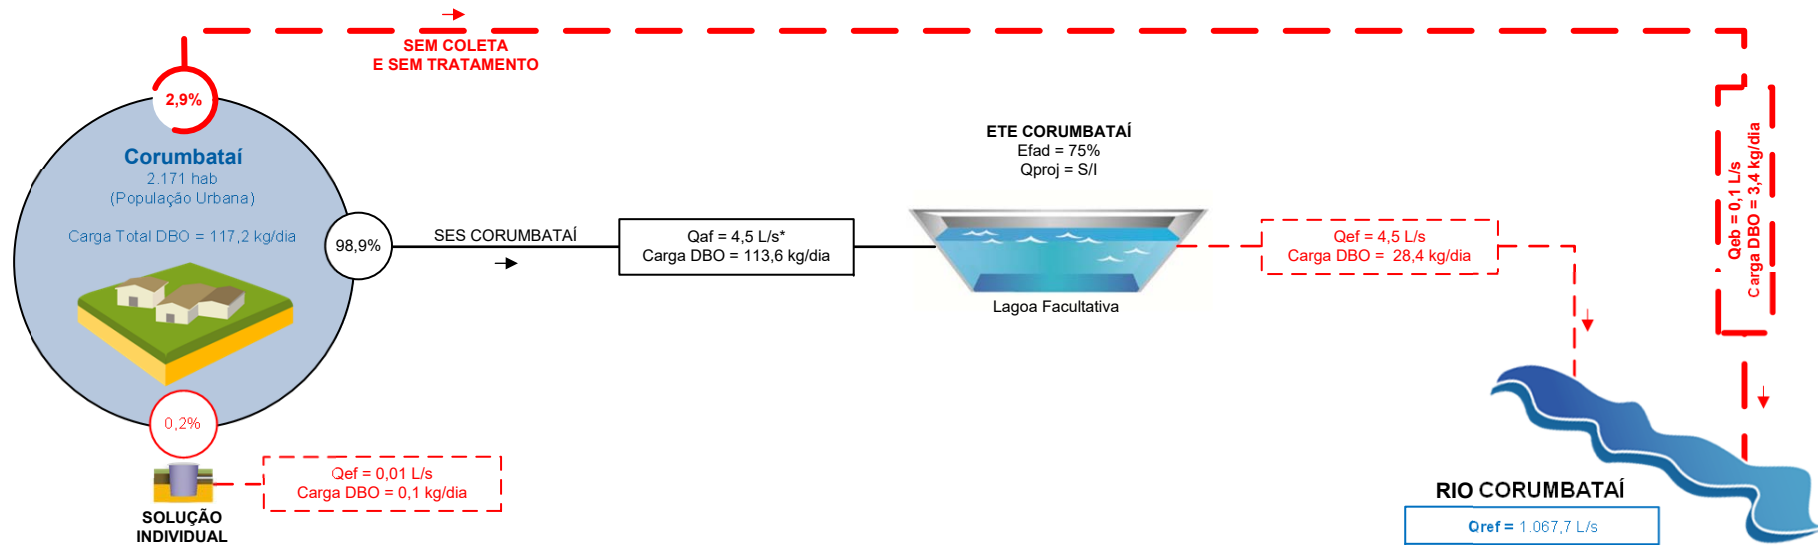 SEM COLETA
E SEM TRATAMENTO
2,9%
Corumbataí
2.171 hab
(População Urbana)
Carga Total DBO = 117,2 kg/dia
98,9%
SES CORUMBATAÍ
Qaf = 4,5 L/s*
Carga DBO = 113,6 kg/dia
ETE CORUMBATAÍ
Efad = 75%
Qproj = S/I
Lagoa Facultativa
Qef = 4,5 L/s
Carga DBO = 28,4 kg/dia
Qeb = 0,1 L/s
Carga DBO = 3,4 kg/dia
0,2%
Qef = 0,01 L/s
Carga DBO = 0,1 kg/dia
SOLUÇÃO
INDIVIDUAL
RIO CORUMBATAÍ
Qref = 1.067,7 L/s